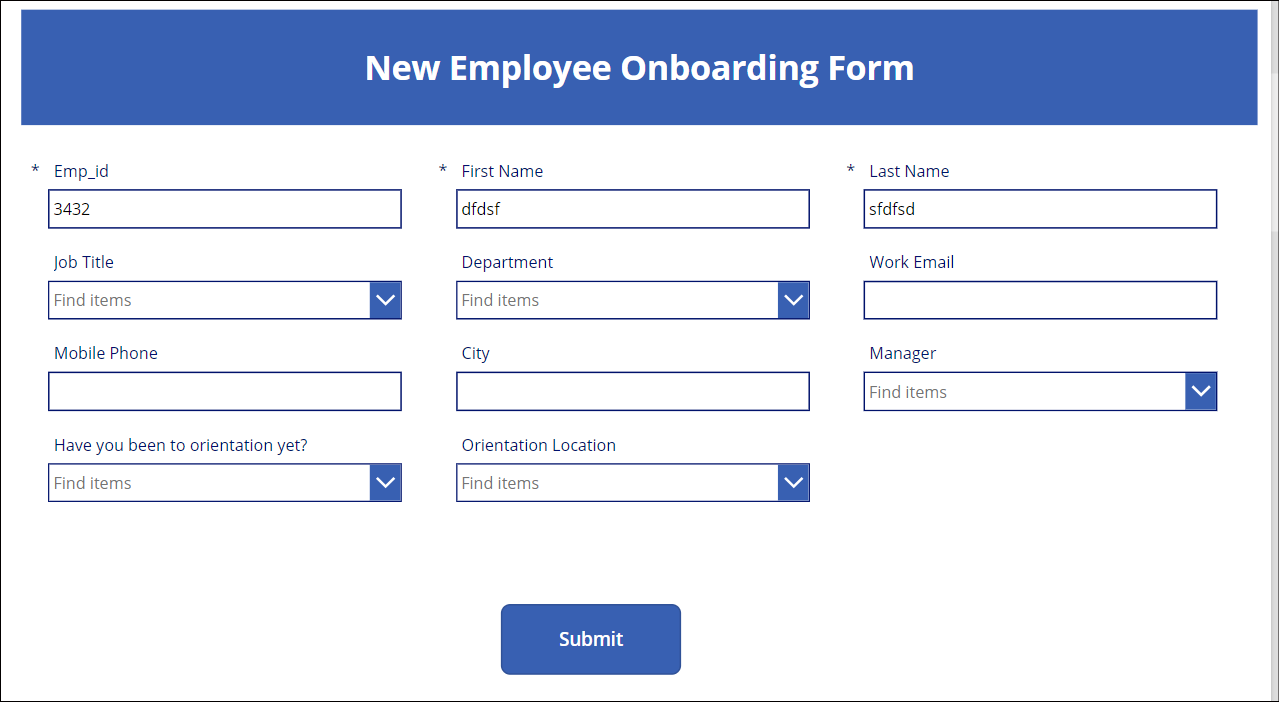 New Employee Onboarding Form
* Emp_id * First Name * Last Name
3432 dfdsf sfdfsd
Job Title Department Work Email
Find items Find items
Mobile Phone City Manager
Find items
Have you been to orientation yet? Orientation Location
Find items Find items
Submit